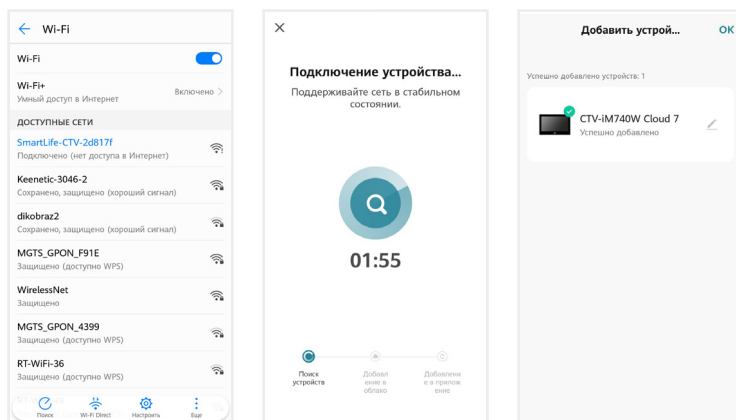 Wi-Fi
Wi-Fi
Wi-Fi+
Умный доступ в Интернет
Включено
ДОСТУПНЫЕ СЕТИ
SmartLife-CTV-2d817f
Подключено (нет доступа в Интернет)
Keenetic-3046-2
Сохранено, защищено (хороший сигнал)
dikobraz2
Сохранено, защищено (хороший сигнал)
MGTS_GPON_F91E
Защищено (доступно WPS)
WirelessNet
Защищено
MGTS_GPON_4399
Защищено (доступно WPS)
RT-WiFi-36
Защищено (доступно WPS)
Поиск
Wi-Fi Direct
Настроить
Еще
Подключение устройства...
Поддерживайте сеть в стабильном
состоянии.
01:55
Поиск
устройств
Добавл
ение в
облако
Добавлени
е в прилож
ение
Добавить устрой...
ОК
Успешно добавлено устройств: 1
CTV-iM740W Cloud 7
Успешно добавлено